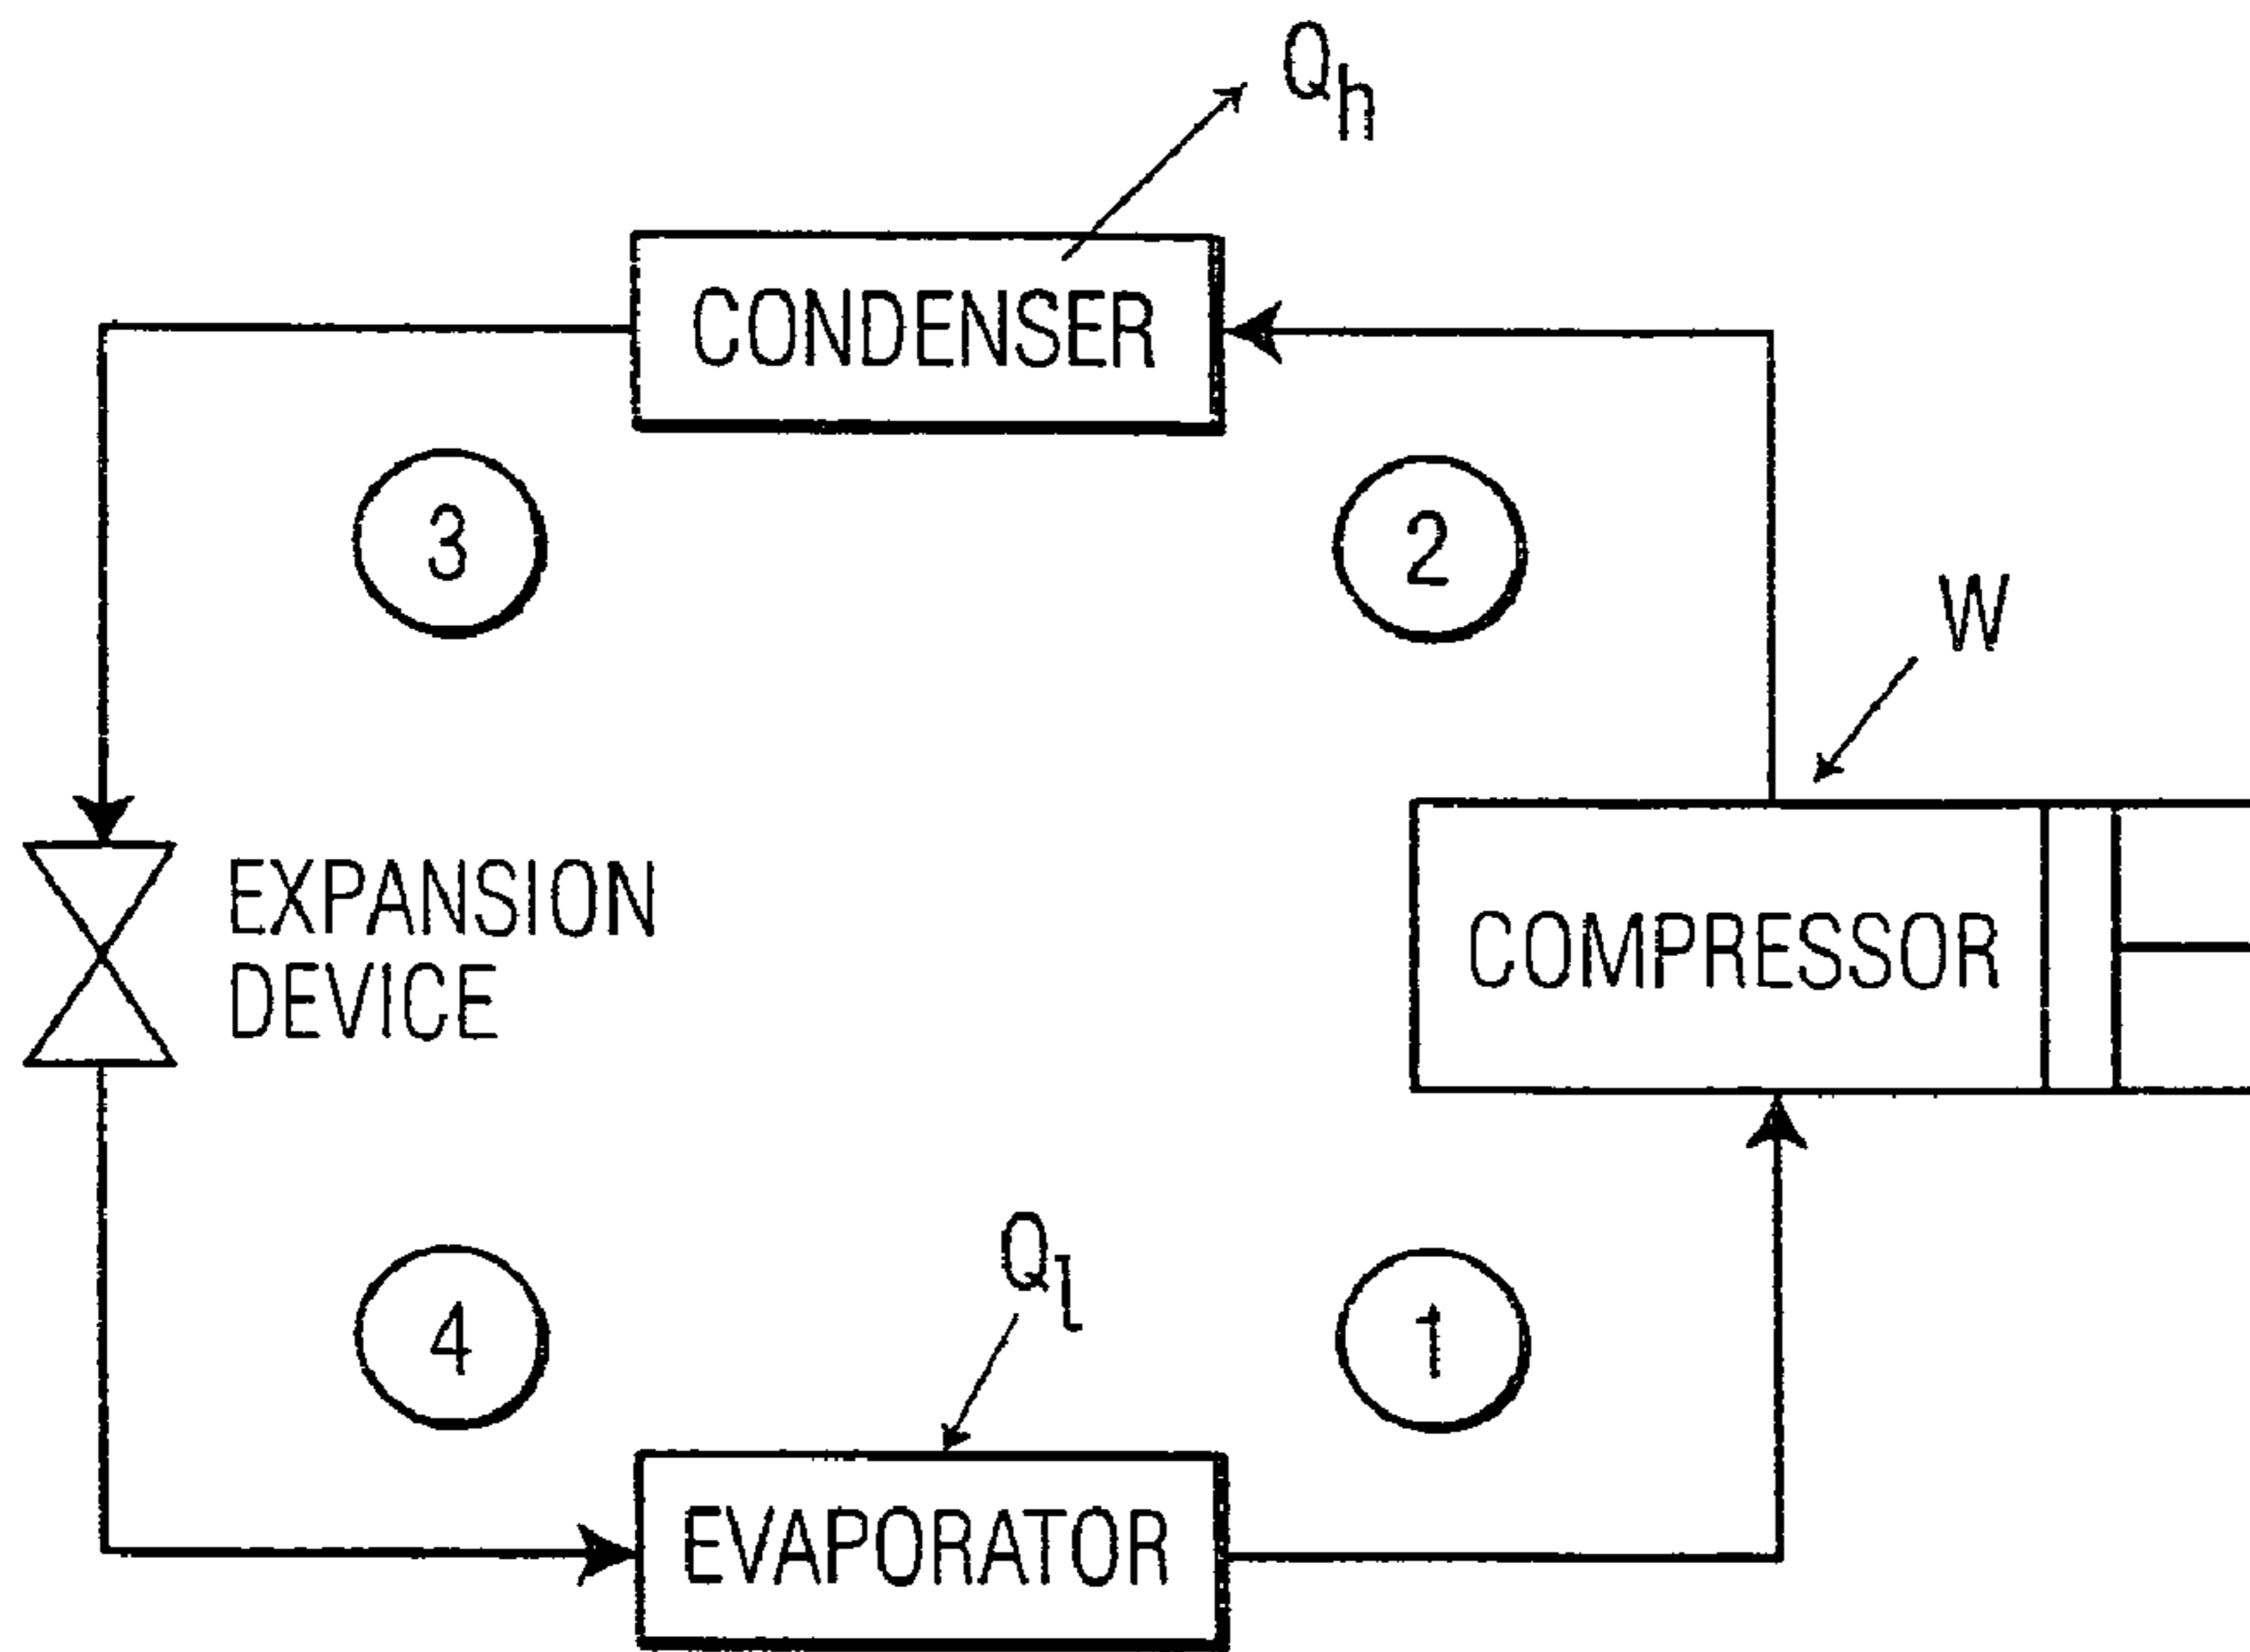 Qh
CONDENSER
3
2
W
EXPANSION
DEVICE
COMPRESSOR
Ql
4
1
EVAPORATOR